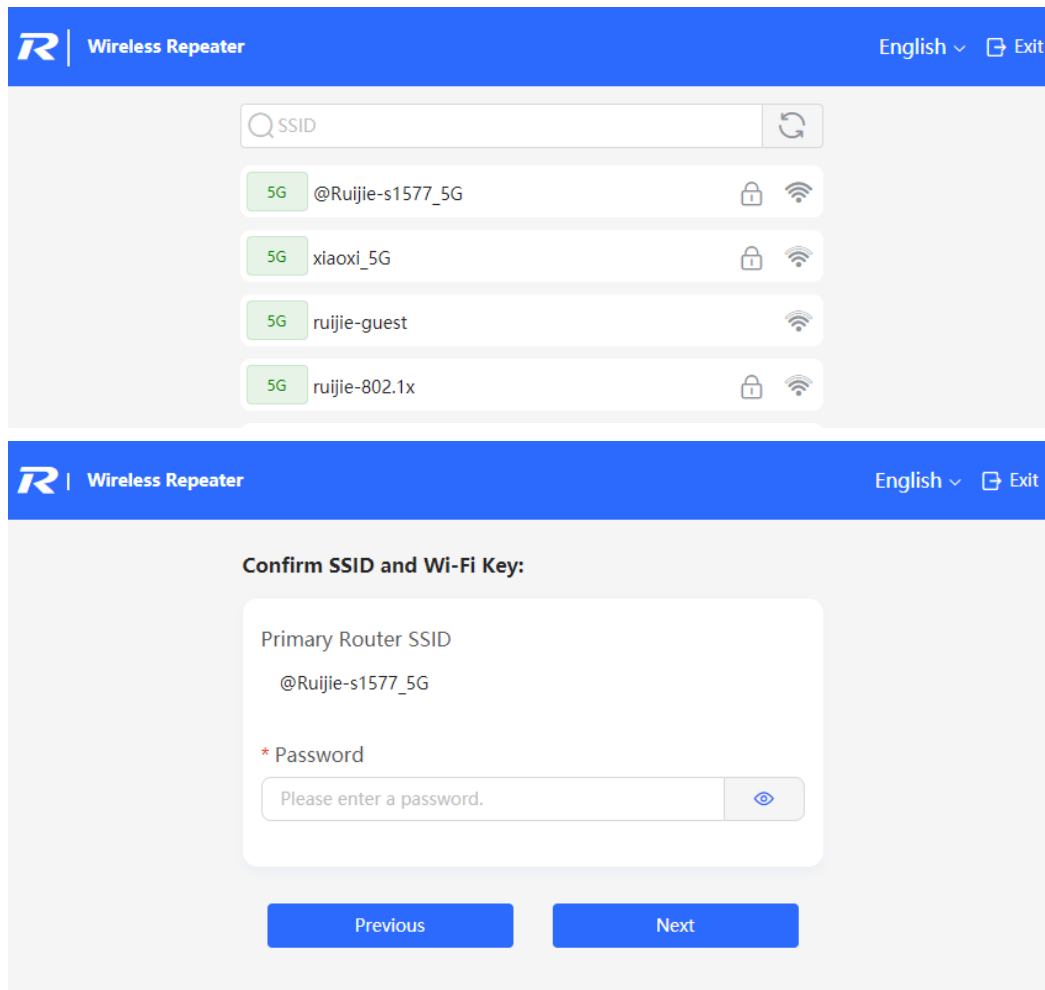 R Wireless Repeater English Exit
SSID
5G @Ruijie-s1577_5G
5G xiaoxi_5G
5G ruijie-guest
5G ruijie-802.1x
R Wireless Repeater English Exit
Confirm SSID and Wi-Fi Key:
Primary Router SSID
@Ruijie-s1577_5G
* Password
Please enter a password.
Previous Next